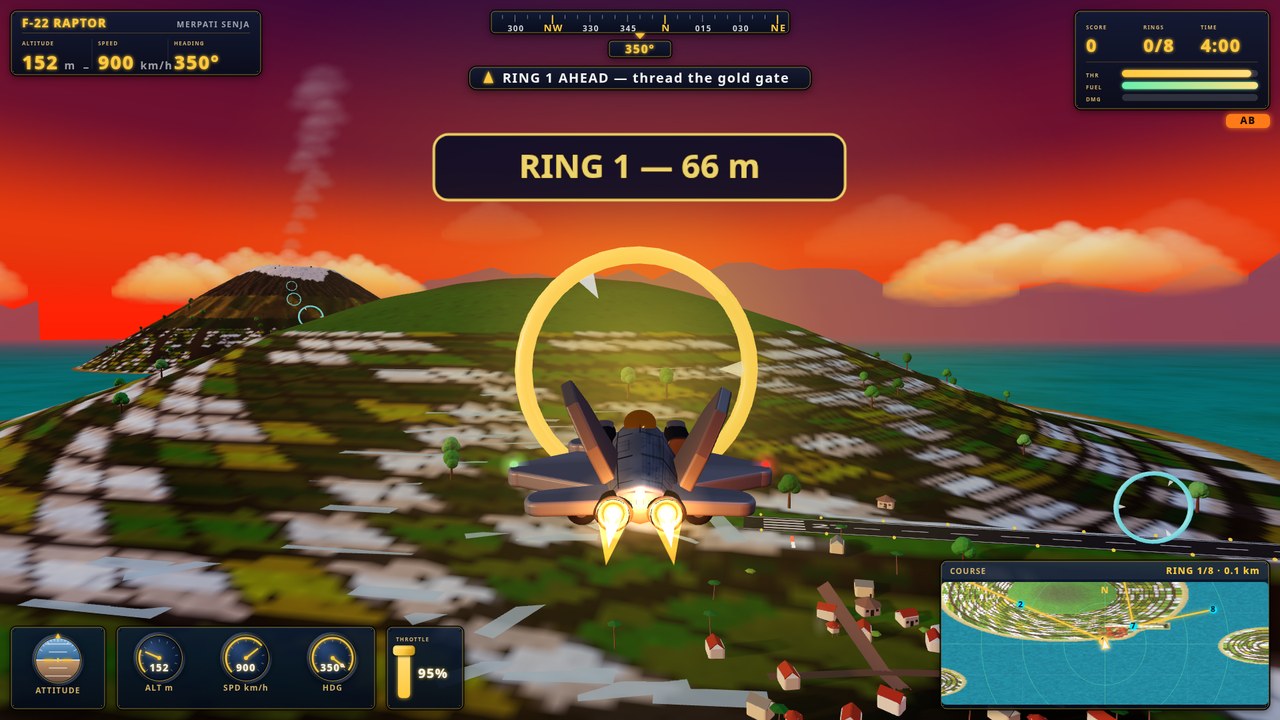 F-22 RAPTOR
MERPATI SENJA
ALTITUDE SPEED HEADING
152 m – 900 km/h 350°
300 NW 330 345 N 015 030 NE
350°
RING 1 AHEAD — thread the gold gate
RING 1 — 66 m
SCORE RINGS TIME
0 0/8 4:00
THR
FUEL
DMG
AB
ATTITUDE
152 900 350°
ALT m SPD km/h HDG
THROTTLE
95%
COURSE RING 1/8 · 0.1 km
N
2
8
7